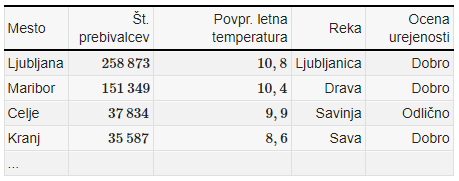 Mesto Št. prebivalcev Povpr. letna temperatura Reka Ocena urejenosti
Ljubljana 258 873 10, 8 Ljubljanica Dobro
Maribor 151 349 10, 4 Drava Dobro
Celje 37 834 9, 9 Savinja Odlično
Kranj 35 587 8, 6 Sava Dobro
...